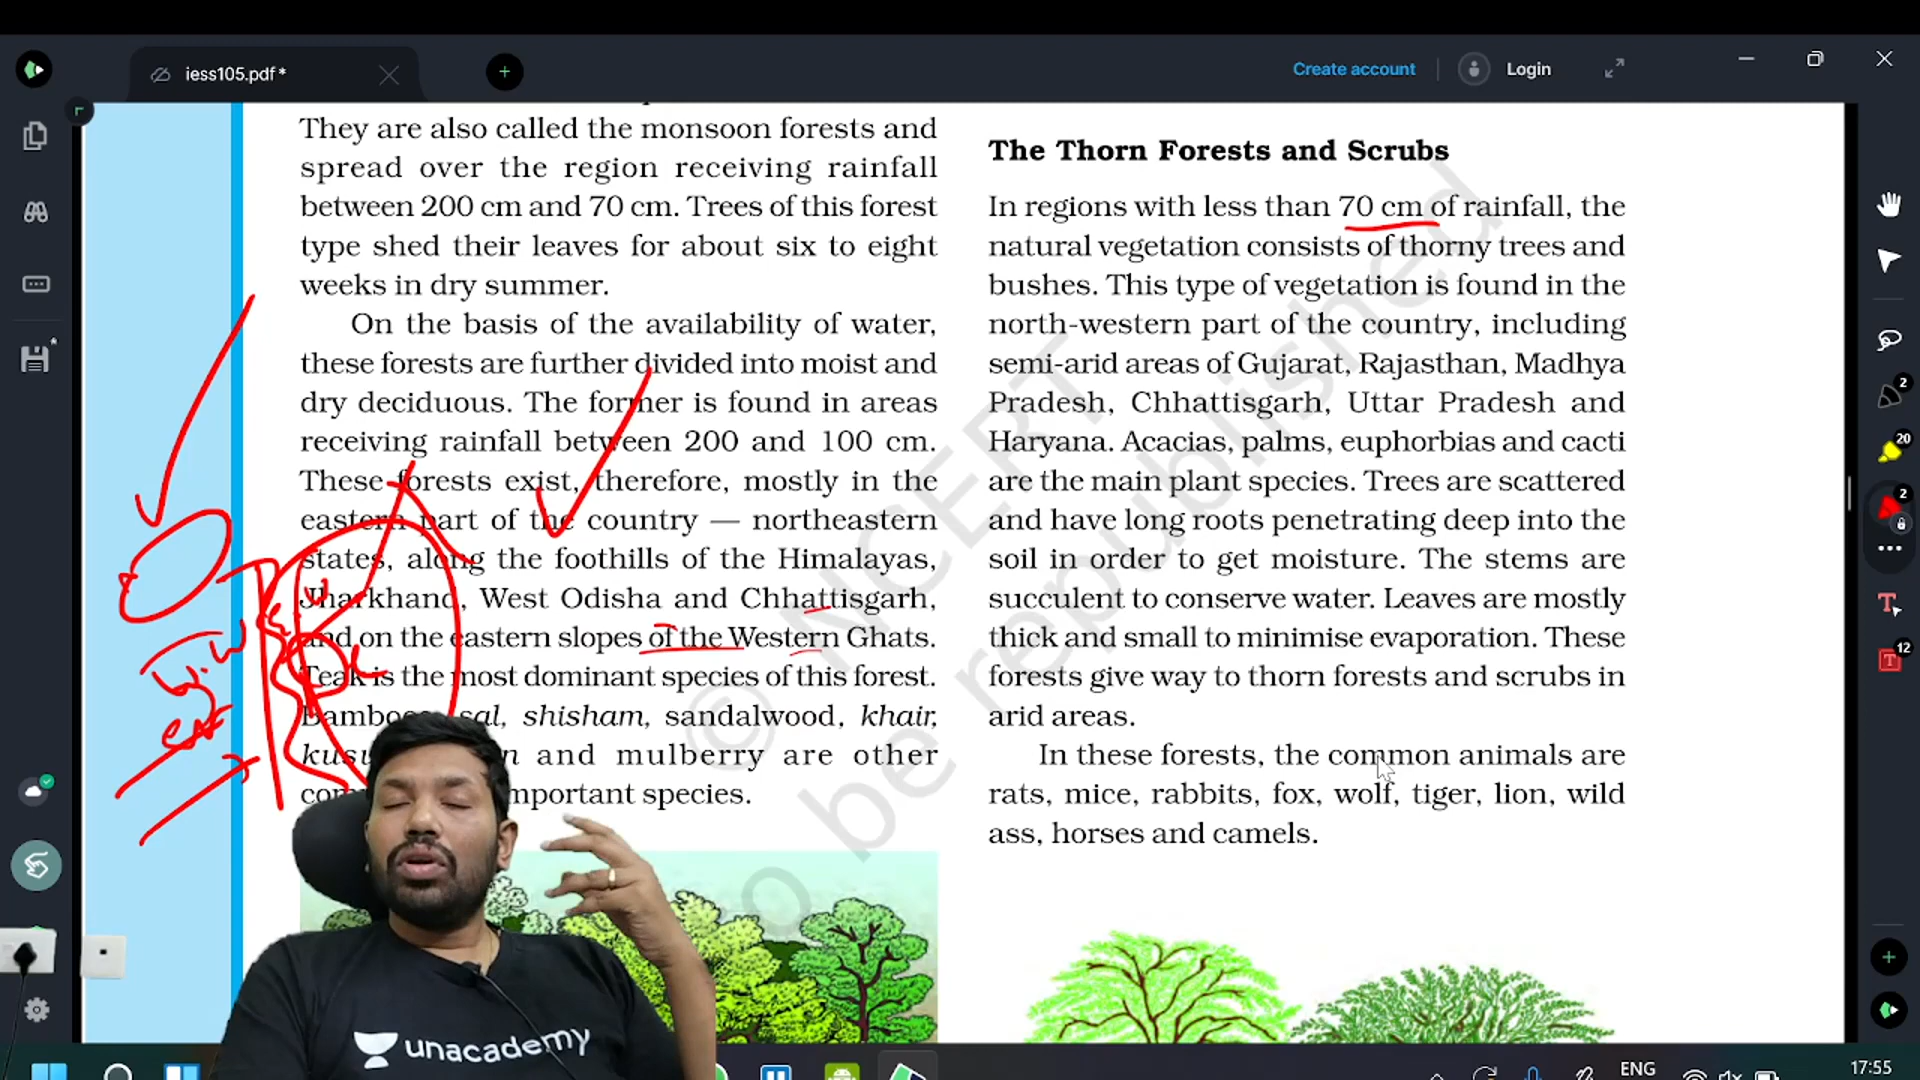 iess105.pdf*
Create account
Login
They are also called the monsoon forests and
spread over the region receiving rainfall
between 200 cm and 70 cm. Trees of this forest
type shed their leaves for about six to eight
weeks in dry summer.
On the basis of the availability of water,
these forests are further divided into moist and
dry deciduous. The former is found in areas
receiving rainfall between 200 and 100 cm.
These forests exist, therefore, mostly in the
eastern part of the country — northeastern
states, along the foothills of the Himalayas,
Jharkhand, West Odisha and Chhattisgarh,
and on the eastern slopes of the Western Ghats.
Teak is the most dominant species of this forest.
Bamboos, sal, shisham, sandalwood, khair,
and mulberry are other
important species.
The Thorn Forests and Scrubs
In regions with less than 70 cm of rainfall, the
natural vegetation consists of thorny trees and
bushes. This type of vegetation is found in the
north-western part of the country, including
semi-arid areas of Gujarat, Rajasthan, Madhya
Pradesh, Chhattisgarh, Uttar Pradesh and
Haryana. Acacias, palms, euphorbias and cacti
are the main plant species. Trees are scattered
and have long roots penetrating deep into the
soil in order to get moisture. The stems are
succulent to conserve water. Leaves are mostly
thick and small to minimise evaporation. These
forests give way to thorn forests and scrubs in
arid areas.
In these forests, the common animals are
rats, mice, rabbits, fox, wolf, tiger, lion, wild
ass, horses and camels.
© NCERT
be republished
2
20
2
12
unacademy
ENG
17:55